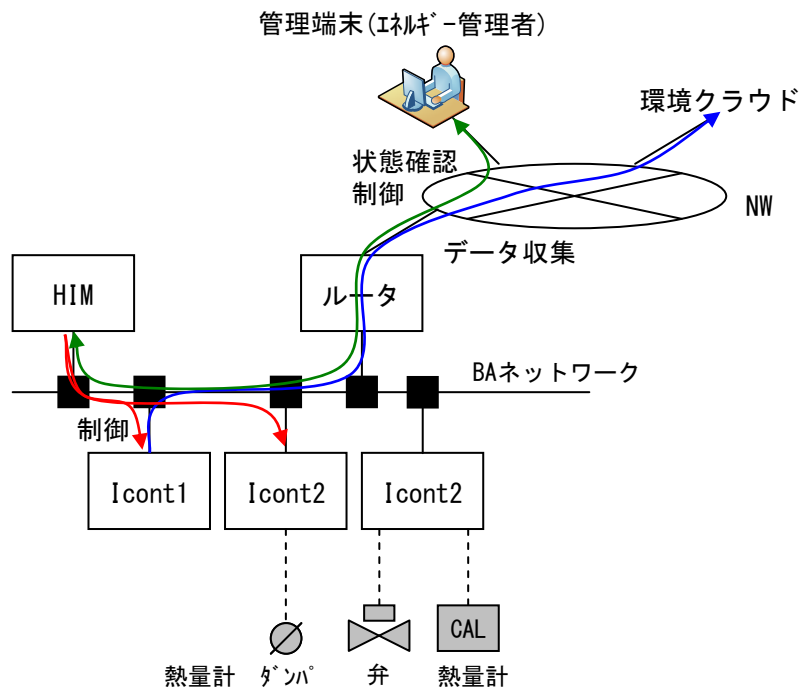 管理端末(ｴﾈﾙｷﾞｰ管理者)
環境クラウド
状態確認
制御
NW
データ収集
HIM
ルータ
BAネットワーク
制御
Icont1
Icont2
Icont2
CAL
熱量計
ﾀﾞﾝﾊﾟ
弁
熱量計